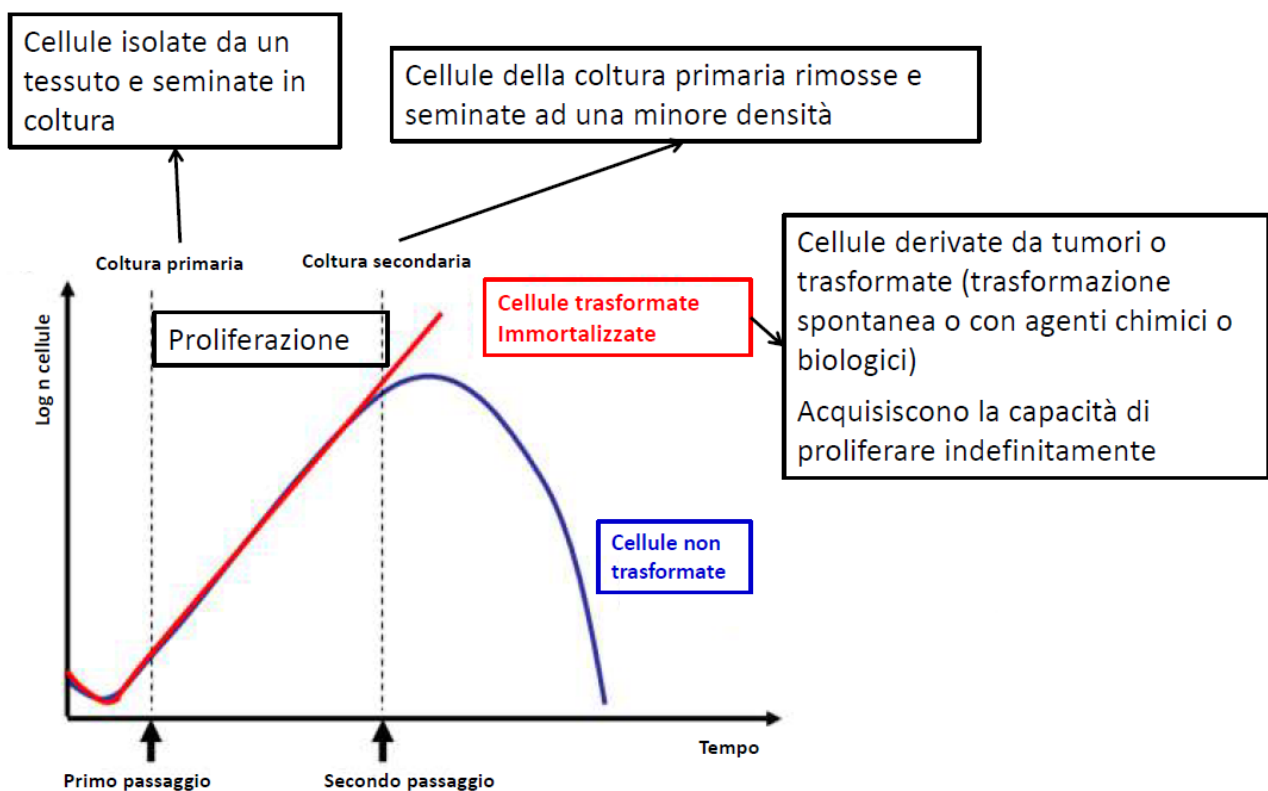 Cellule isolate da un
tessuto e seminate in
coltura
Cellule della coltura primaria rimosse e
seminate ad una minore densità
Coltura primaria
Coltura secondaria
Cellule trasformate
Immortalizzate
Cellule derivate da tumori o
trasformate (trasformazione
spontanea o con agenti chimici o
biologici)
Acquisiscono la capacità di
proliferare indefinitamente
Proliferazione
Log n cellule
Cellule non
trasformate
Tempo
Primo passaggio
Secondo passaggio